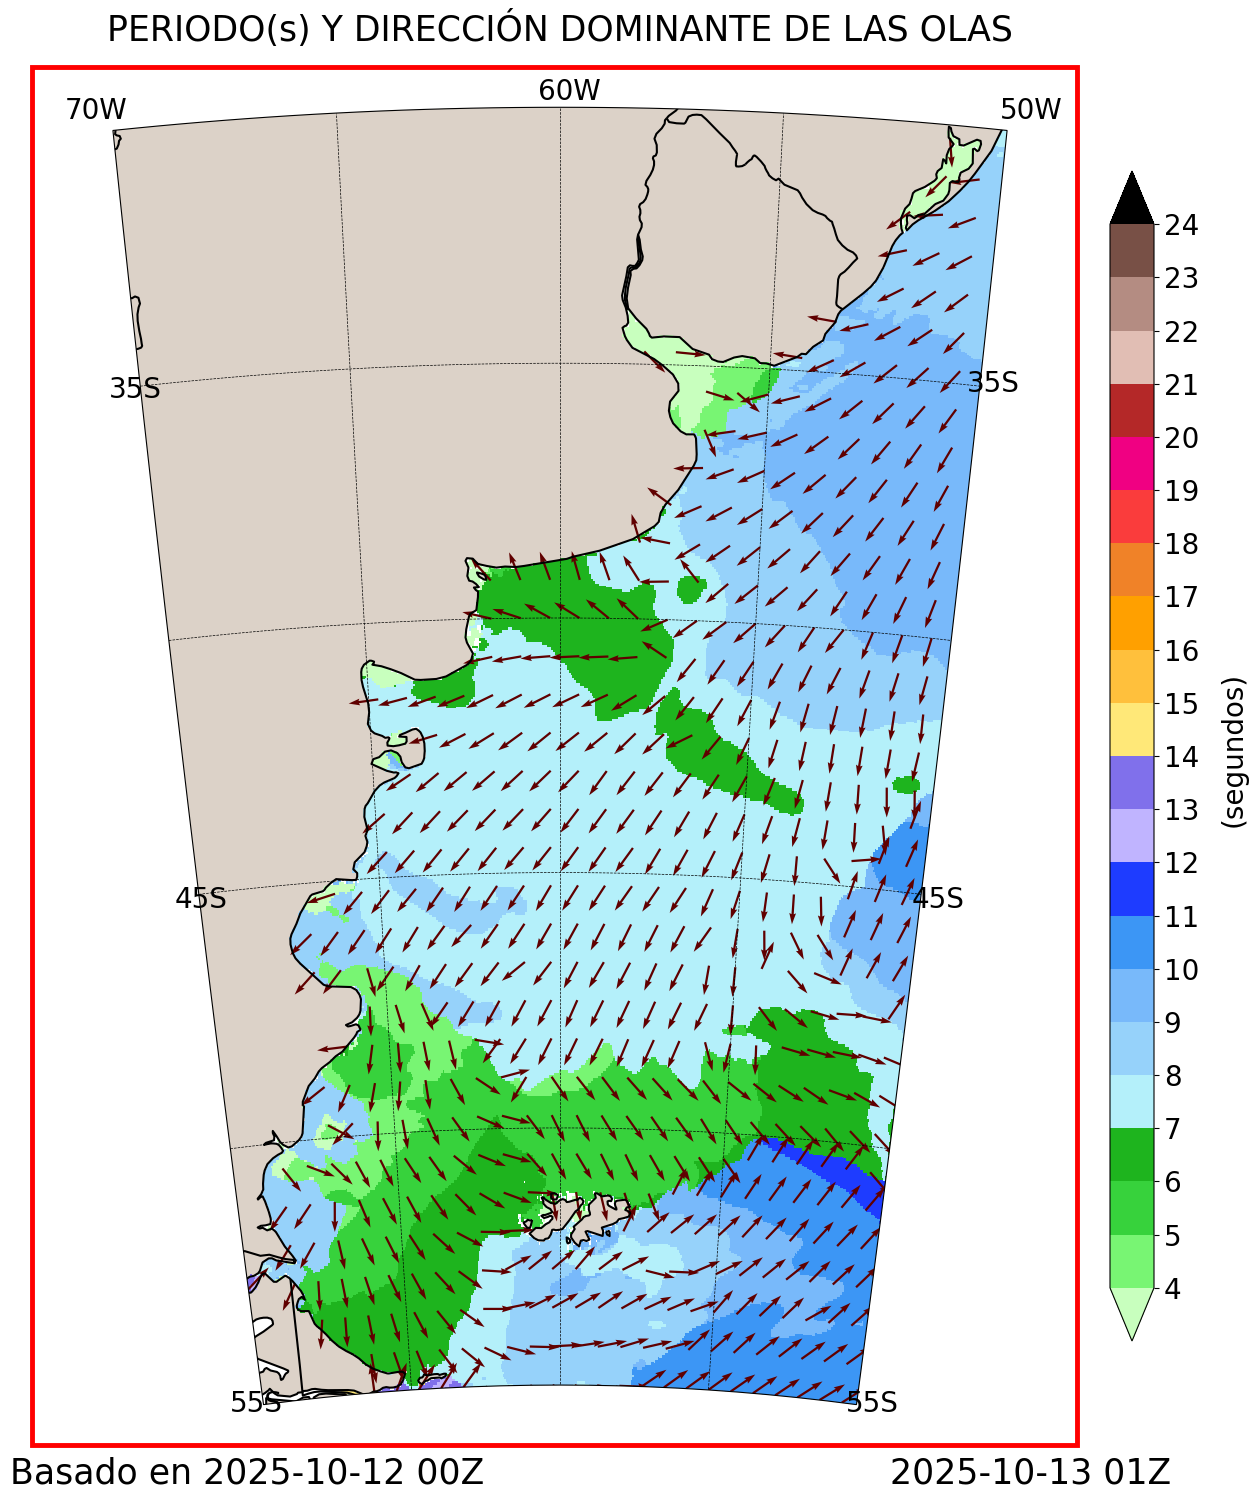 PERIODO(s) Y DIRECCIÓN DOMINANTE DE LAS OLAS
70W
60W
50W
35S
35S
45S
45S
55S
55S
24
23
22
21
20
19
18
17
16
15
14
13
12
11
10
9
8
7
6
5
4
(segundos)
Basado en 2025-10-12 00Z
2025-10-13 01Z